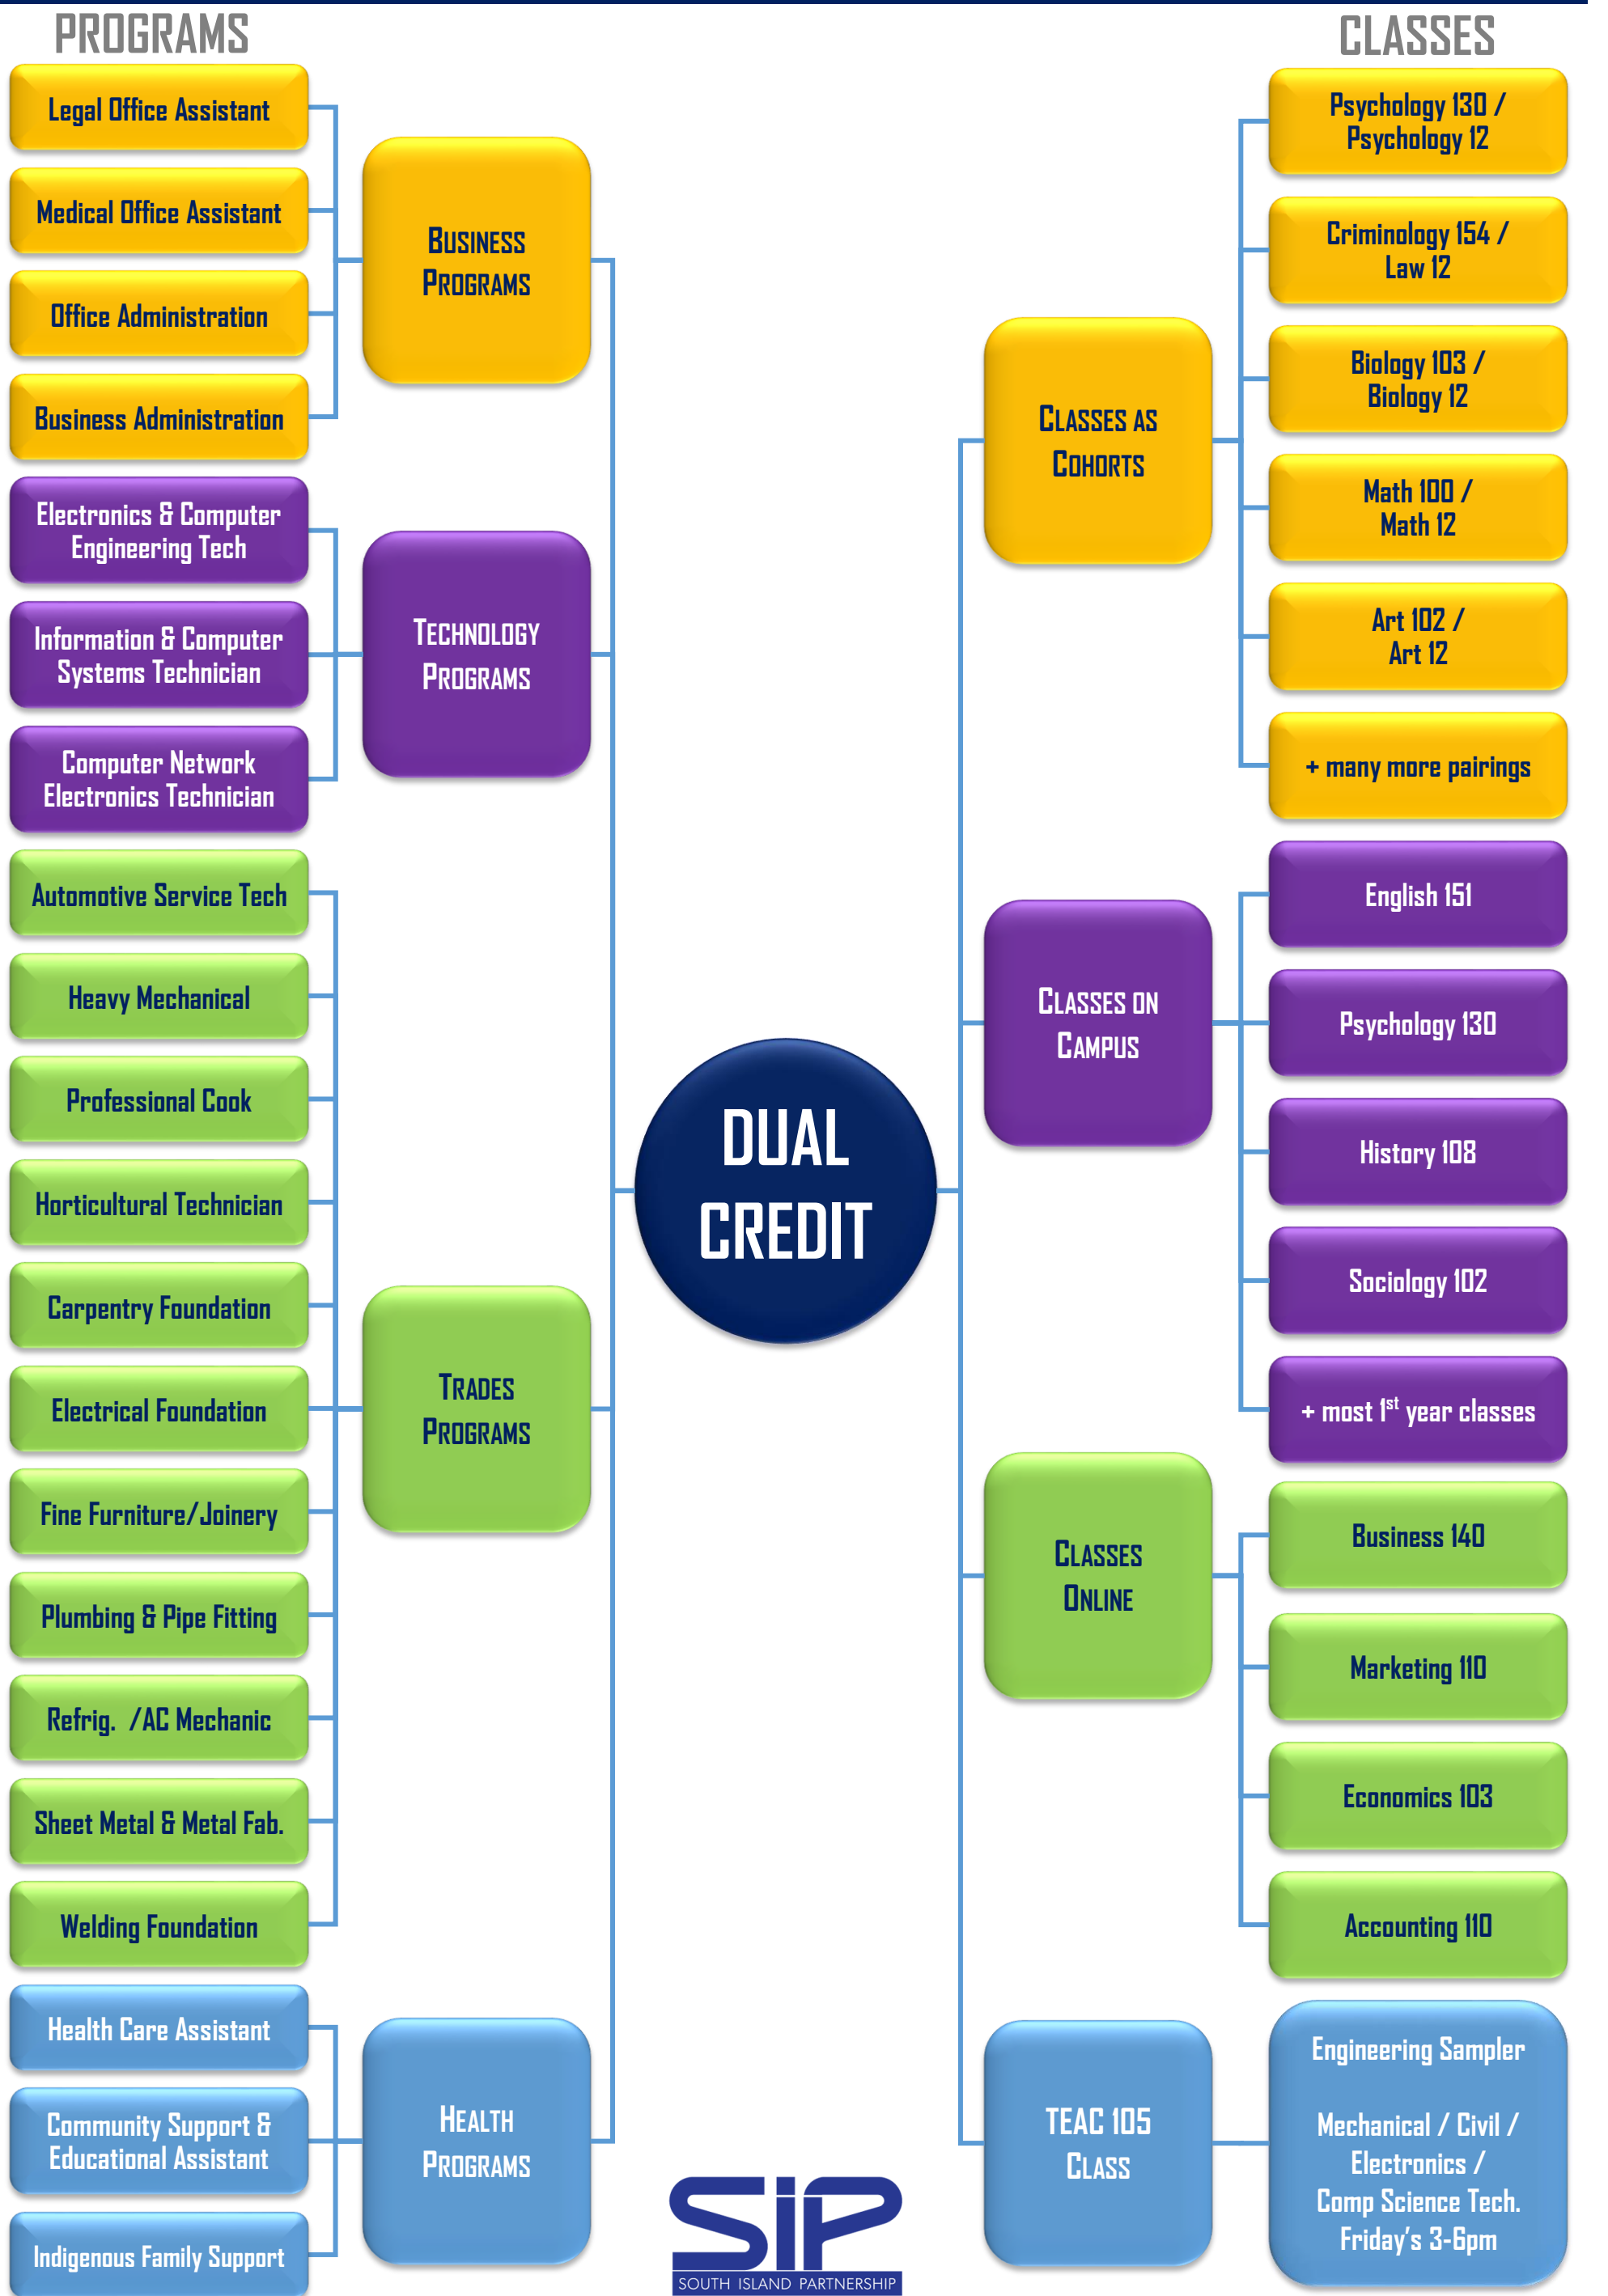 PROGRAMS
Legal Office Assistant
Medical Office Assistant
Office Administration
Business Administration
BUSINESS
PROGRAMS
Electronics & Computer
Engineering Tech
Information & Computer
Systems Technician
Computer Network
Electronics Technician
TECHNOLOGY
PROGRAMS
Automotive Service Tech
Heavy Mechanical
Professional Cook
Horticultural Technician
Carpentry Foundation
Electrical Foundation
Fine Furniture/Joinery
Plumbing & Pipe Fitting
Refrig.  /AC Mechanic
Sheet Metal & Metal Fab.
Welding Foundation
TRADES
PROGRAMS
Health Care Assistant
Community Support &
Educational Assistant
Indigenous Family Support
HEALTH
PROGRAMS
DUAL
CREDIT
CLASSES
CLASSES AS
COHORTS
Psychology 130 /
Psychology 12
Criminology 154 /
Law 12
Biology 103 /
Biology 12
Math 100 /
Math 12
Art 102 /
Art 12
+ many more pairings
CLASSES ON
CAMPUS
English 151
Psychology 130
History 108
Sociology 102
+ most 1st year classes
CLASSES
ONLINE
Business 140
Marketing 110
Economics 103
Accounting 110
TEAC 105
CLASS
Engineering Sampler
Mechanical / Civil /
Electronics /
Comp Science Tech.
Friday's 3-6pm
SIP
SOUTH ISLAND PARTNERSHIP